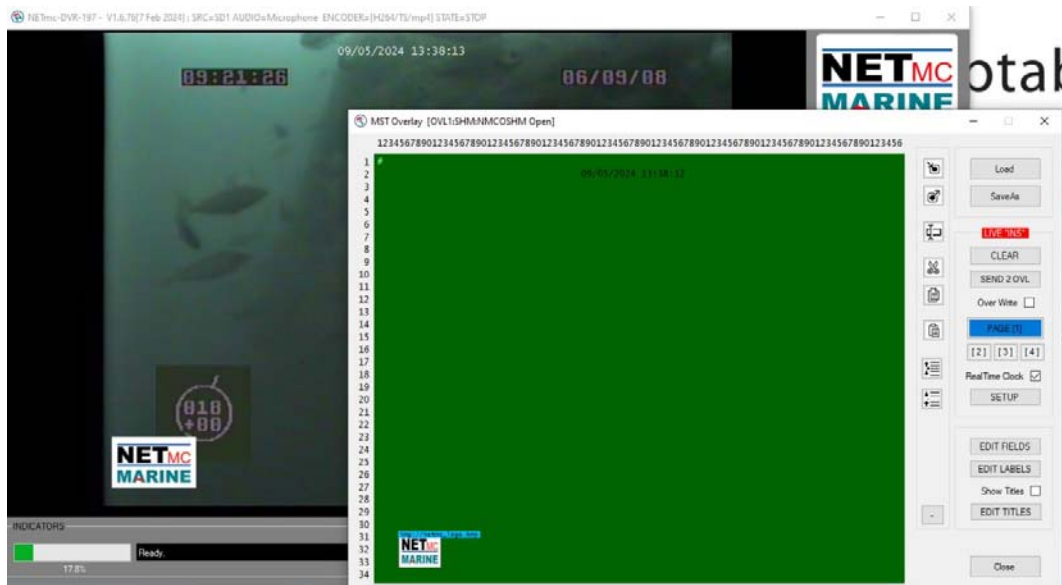 NETmc-DVR-197 - V1.6.76[7 Feb 2024] : SRC=SD1 AUDIO=Microphone ENCODER=[H264/TS/mp4] STATE=STOP
09/05/2024 13:38:13
09:21:26
06/09/08
NETMC
MARINE
otab
MST Overlay [OVL1:SHM:NMCOSHM Open]
1234567890123456789012345678901234567890123456789012345678901234567890123456
1
#
2
09/05/2024 13:38:12
3
4
5
6
7
8
9
10
11
12
13
14
15
16
17
18
19
20
21
22
23
24
25
26
27
28
29
30
31
32
33
34
NETMC
MARINE
Load
SaveAs
LIVE "INS"
CLEAR
SEND 2 OVL
Over Write
PAGE [1]
[2] [3] [4]
RealTime Clock
SETUP
EDIT FIELDS
EDIT LABELS
Show Titles
EDIT TITLES
-
Close
010
+00
NETMC
MARINE
INDICATORS
Ready.
17.8%